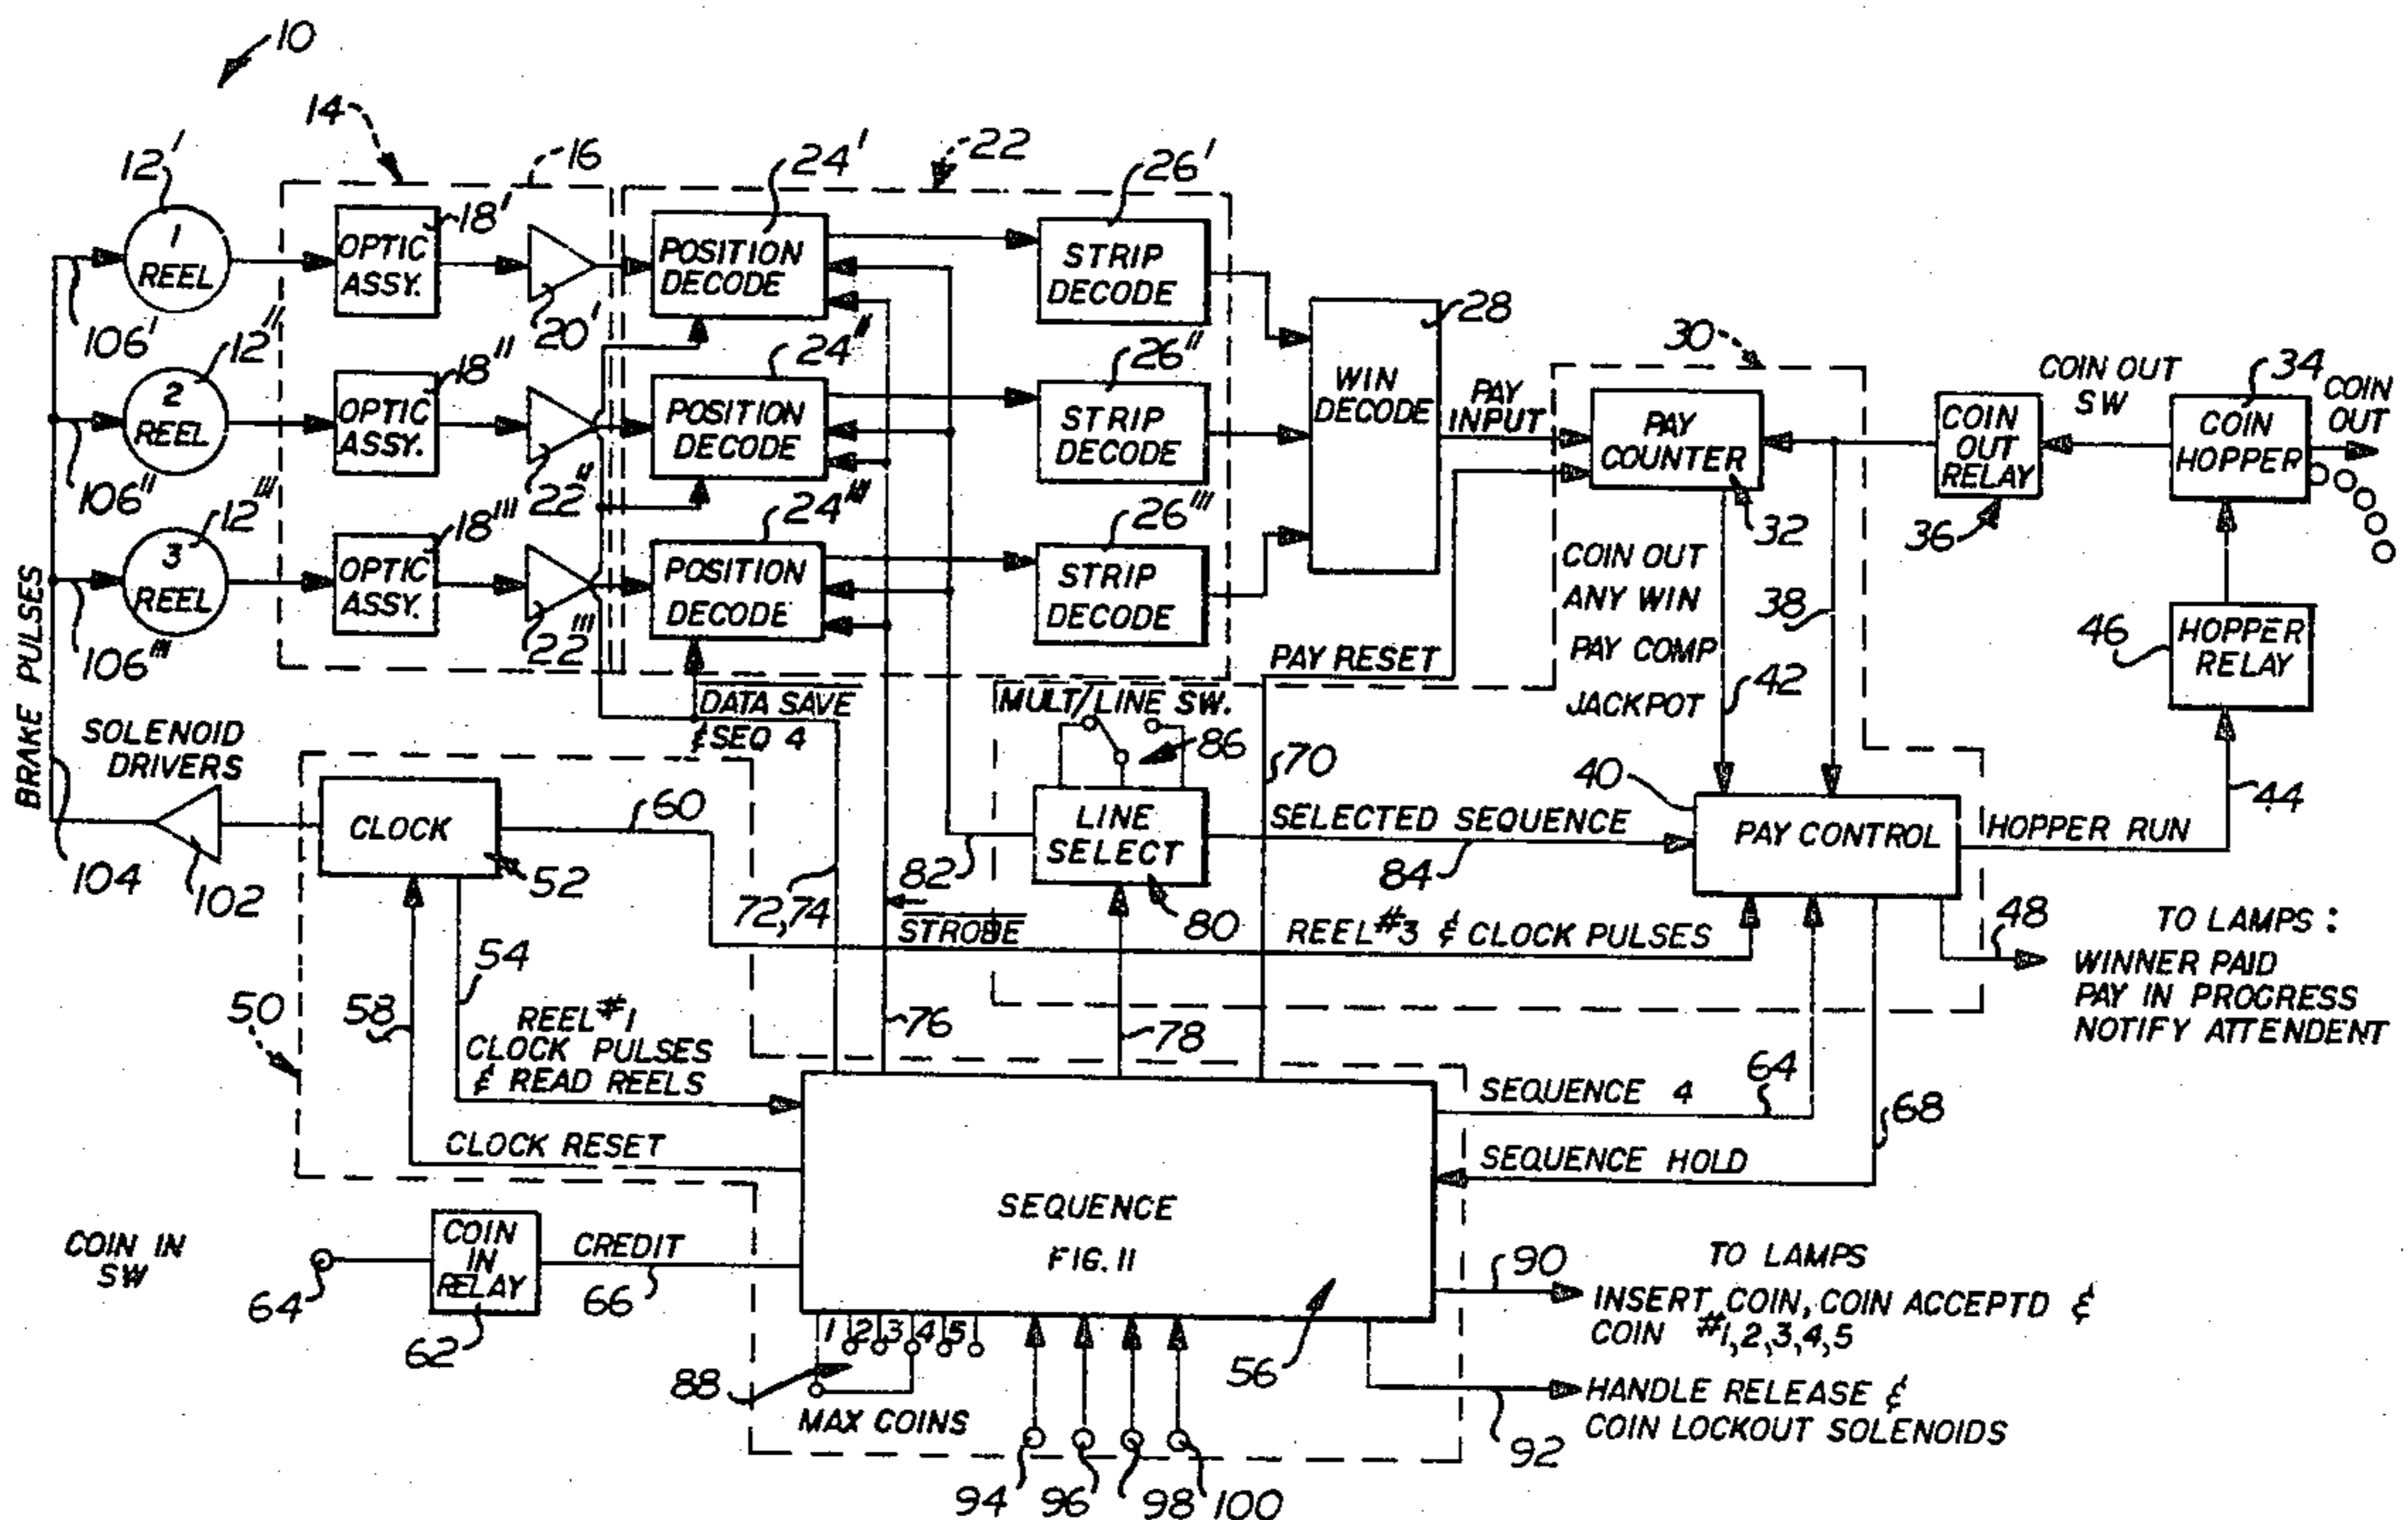 10
14
16
22
24'
26'
12'
18'
1
REEL
OPTIC
ASSY.
POSITION
DECODE
STRIP
DECODE
20'
106'
12''
18''
24''
26''
28
30
34
2
REEL
OPTIC
ASSY.
POSITION
DECODE
STRIP
DECODE
WIN
DECODE
PAY
INPUT
PAY
COUNTER
COIN
OUT
RELAY
COIN OUT
SW
COIN
HOPPER
COIN
OUT
22''
106''
12'''
18'''
24'''
26'''
32
36
3
REEL
OPTIC
ASSY.
POSITION
DECODE
STRIP
DECODE
22'''
106'''
COIN OUT
ANY WIN
PAY COMP
JACKPOT
38
42
46
HOPPER
RELAY
BRAKE PULSES
PAY RESET
DATA SAVE
& SEQ 4
MULT/LINE SW.
86
70
SOLENOID
DRIVERS
CLOCK
60
LINE
SELECT
SELECTED SEQUENCE
40
PAY CONTROL
HOPPER RUN
44
104
102
52
72,74
82
80
84
STROBE
REEL #3 & CLOCK PULSES
48
TO LAMPS :
WINNER PAID
PAY IN PROGRESS
NOTIFY ATTENDENT
54
58
50
REEL #1
CLOCK PULSES
& READ REELS
76
78
SEQUENCE 4
64
68
CLOCK RESET
SEQUENCE HOLD
SEQUENCE
FIG. 11
COIN IN
SW
64
COIN
IN
RELAY
62
CREDIT
66
90
TO LAMPS
INSERT COIN, COIN ACCEPTD &
COIN #1,2,3,4,5
1 2 3 4 5
88
MAX COINS
56
HANDLE RELEASE &
COIN LOCKOUT SOLENOIDS
92
94 96 98 100